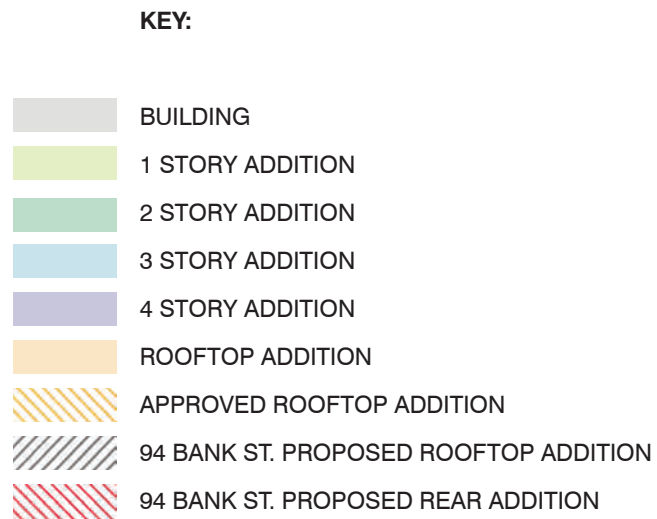 KEY:
BUILDING
1 STORY ADDITION
2 STORY ADDITION
3 STORY ADDITION
4 STORY ADDITION
ROOFTOP ADDITION
APPROVED ROOFTOP ADDITION
94 BANK ST. PROPOSED ROOFTOP ADDITION
94 BANK ST. PROPOSED REAR ADDITION